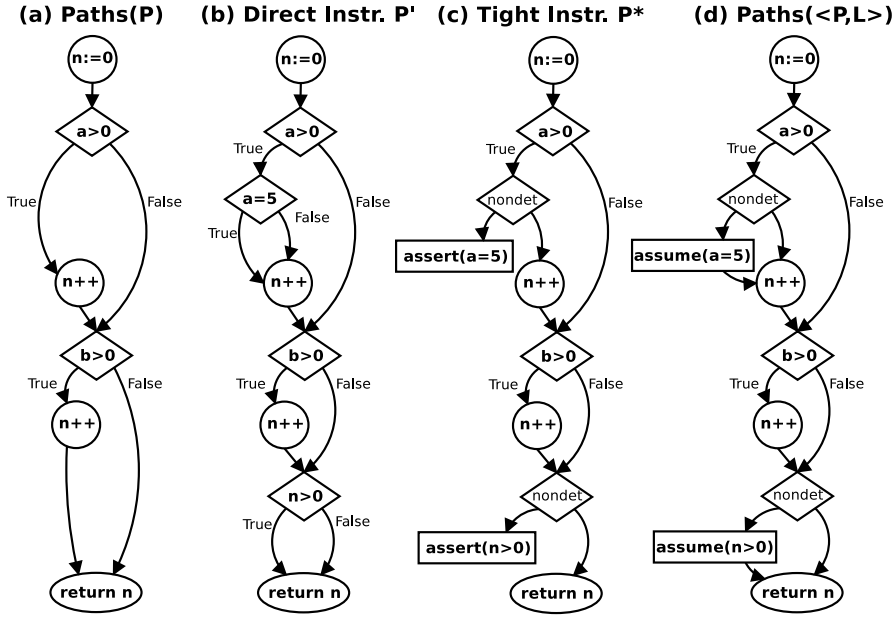 (a) Paths(P)
n:=0
a>0
True
False
n++
b>0
True
False
n++
return n
(b) Direct Instr. P'
n:=0
a>0
True
False
a=5
True
False
n++
b>0
True
False
n++
n>0
True
False
return n
(c) Tight Instr. P*
n:=0
a>0
True
False
nondet
assert(a=5)
n++
b>0
True
False
n++
nondet
assert(n>0)
return n
(d) Paths(<P,L>)
n:=0
a>0
True
False
nondet
assume(a=5)
n++
b>0
True
False
n++
nondet
assume(n>0)
return n